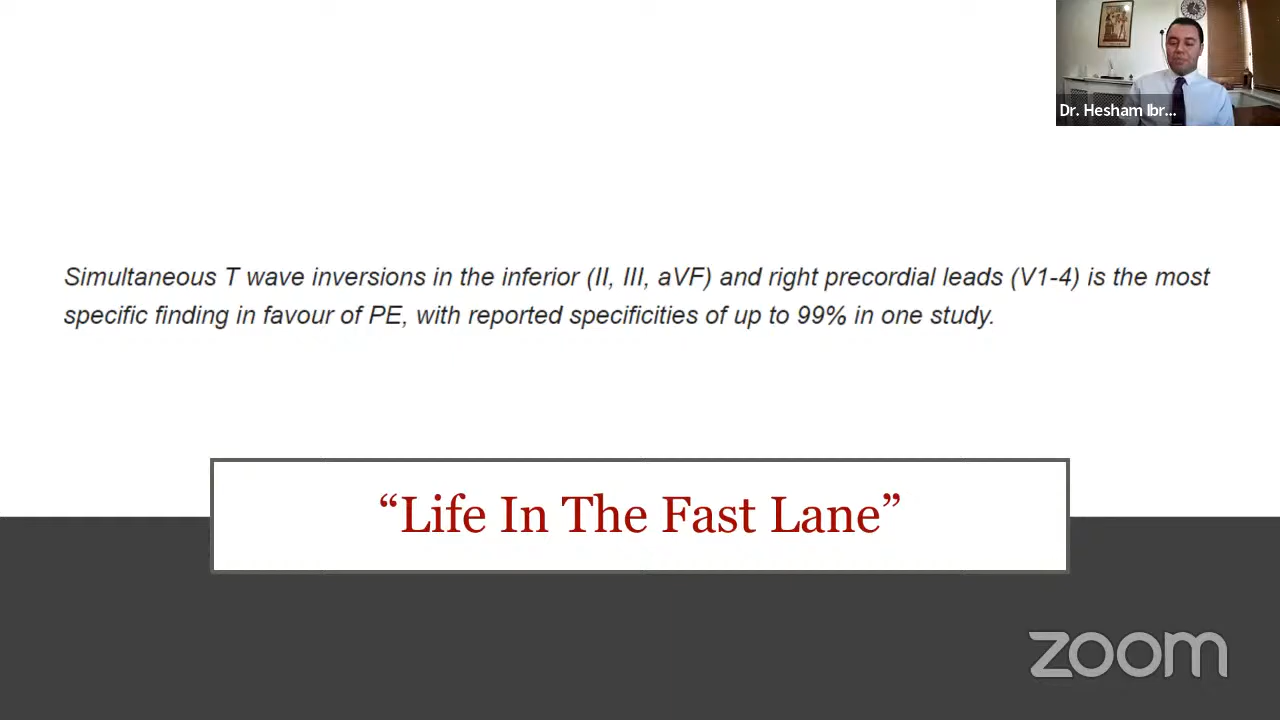 Dr. Hesham Ibr...
Simultaneous T wave inversions in the inferior (II, III, aVF) and right precordial leads (V1-4) is the most
specific finding in favour of PE, with reported specificities of up to 99% in one study.
“Life In The Fast Lane”
zoom